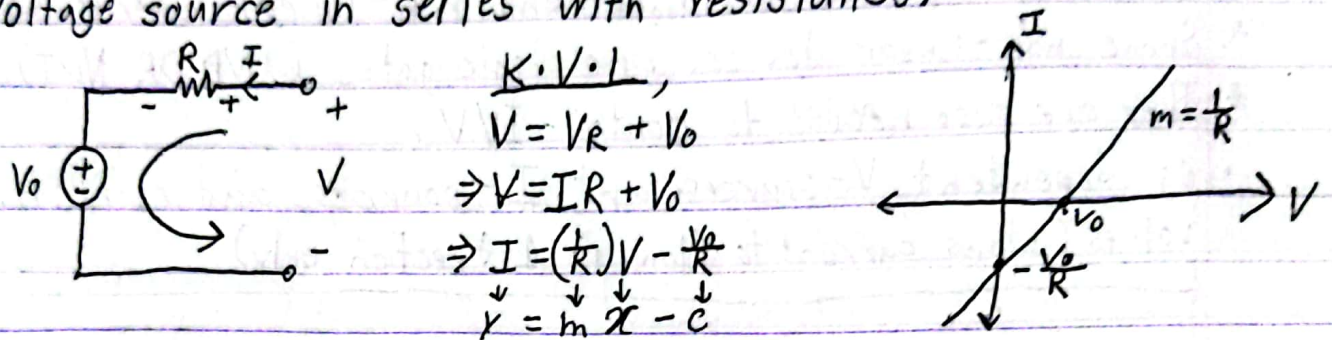 voltage source in series with resistance.
R I
- + +
V₀ + - V
-
K.V.L,
V = VR + V₀
⇒ V = IR + V₀
⇒ I = (1/R)V - V₀/R
↓ ↓ ↓ ↓
y = m x - c
I
m = 1/R
V
V₀
- V₀/R